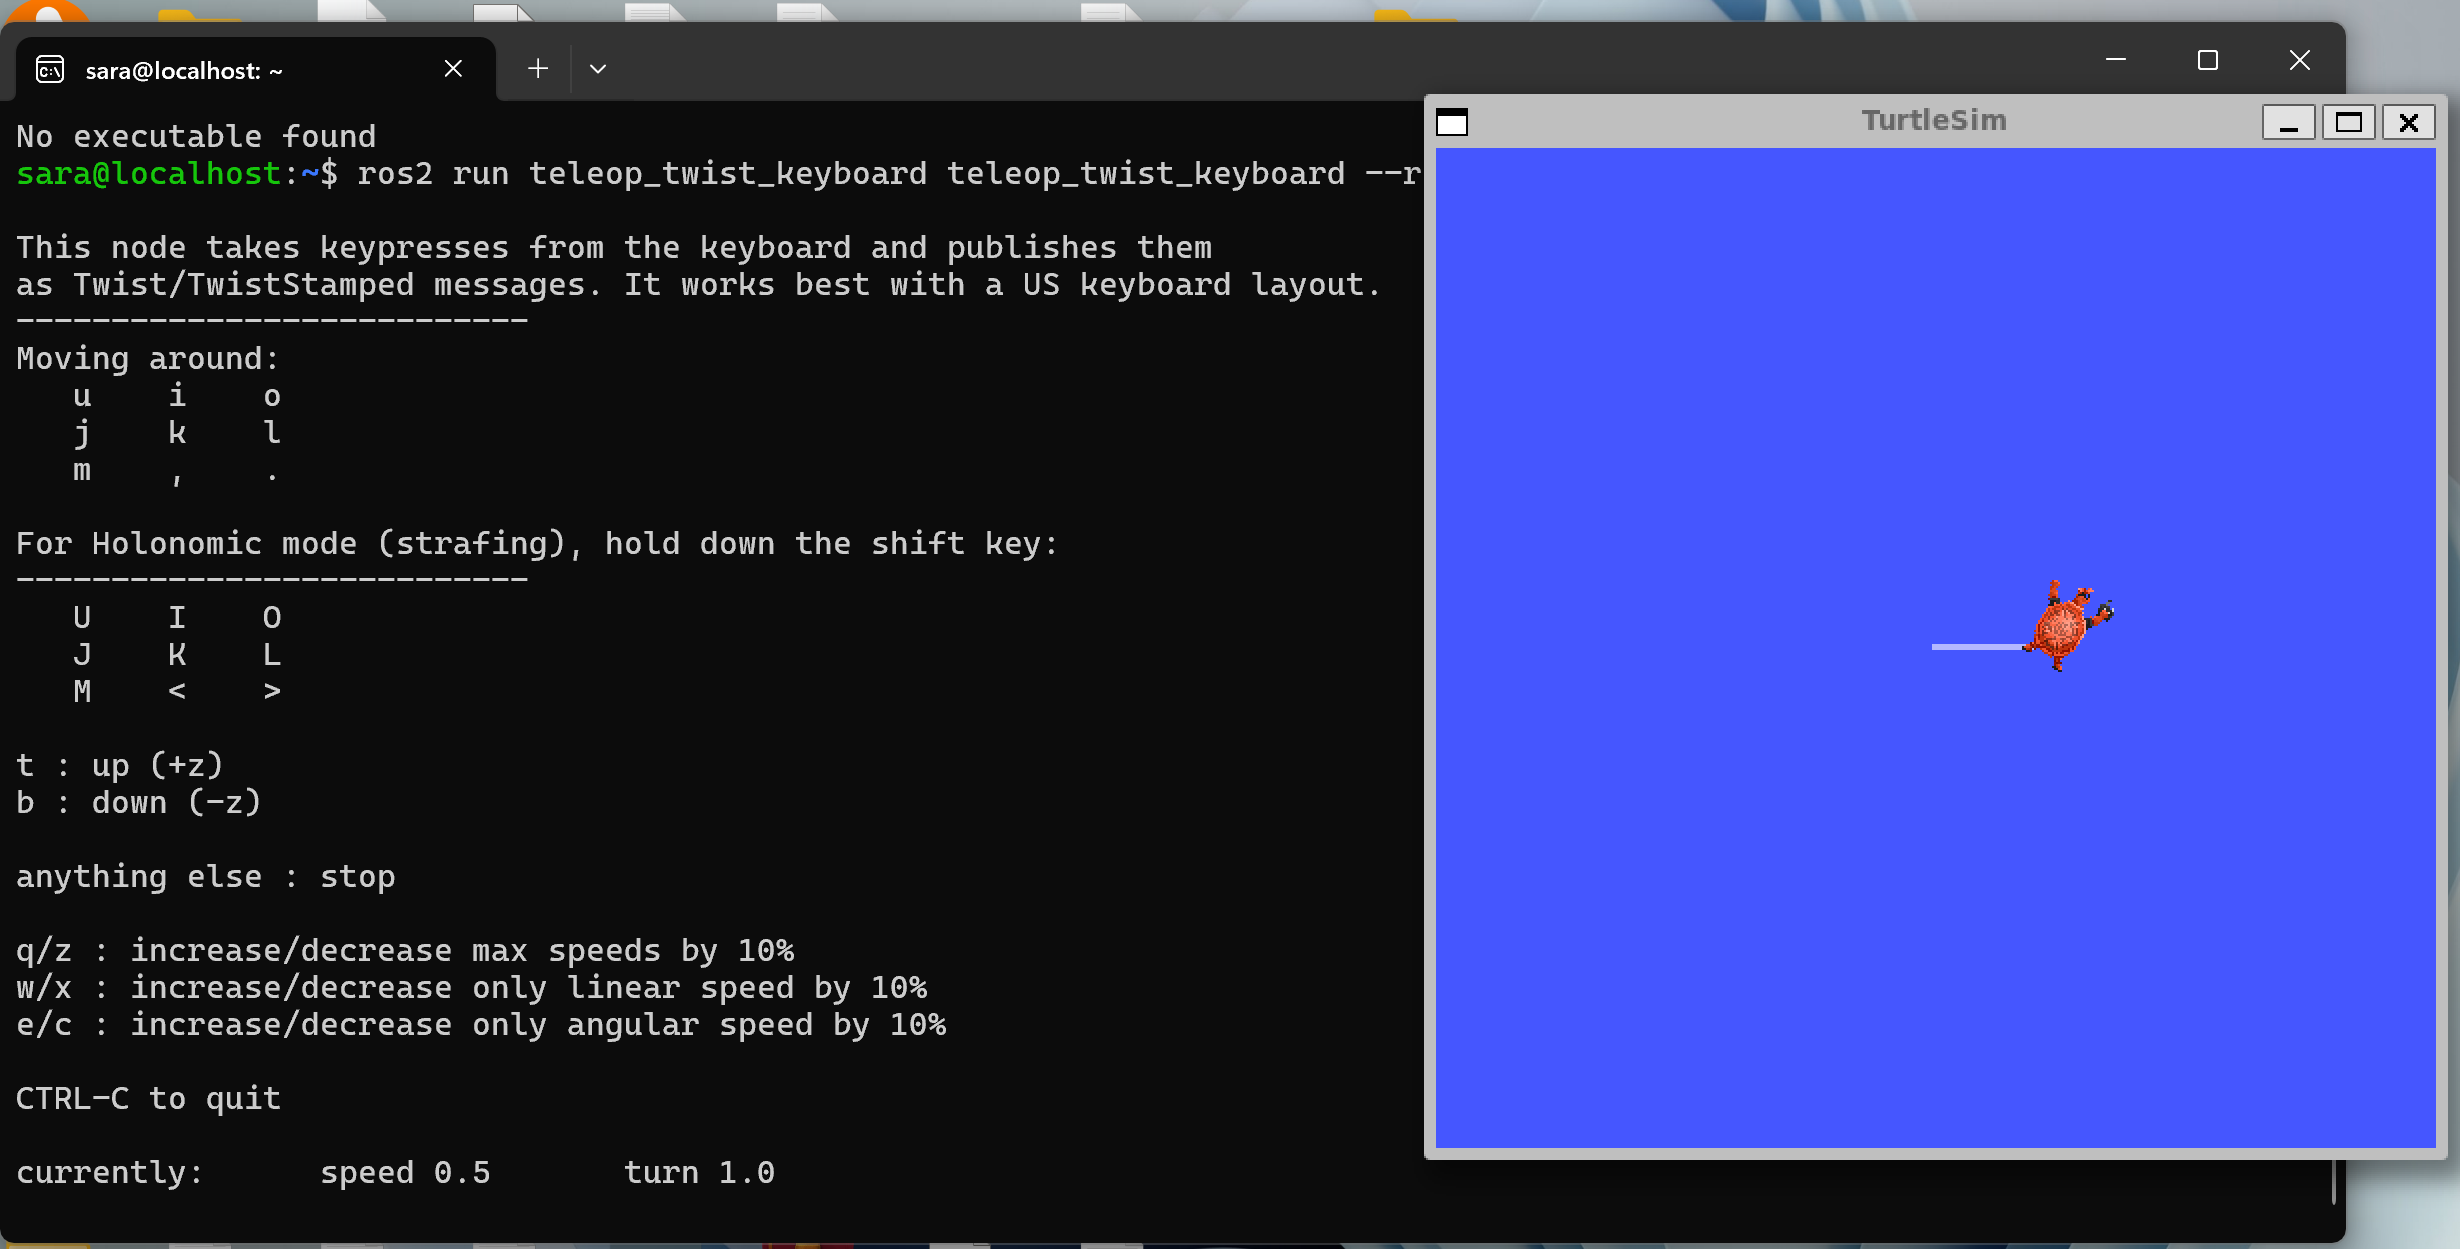 sara@localhost: ~
No executable found
sara@localhost:~$ ros2 run teleop_twist_keyboard teleop_twist_keyboard --r
This node takes keypresses from the keyboard and publishes them
as Twist/TwistStamped messages. It works best with a US keyboard layout.
---------------------------
Moving around:
u i o
j k l
m , .
For Holonomic mode (strafing), hold down the shift key:
---------------------------
U I O
J K L
M < >
t : up (+z)
b : down (-z)
anything else : stop
q/z : increase/decrease max speeds by 10%
w/x : increase/decrease only linear speed by 10%
e/c : increase/decrease only angular speed by 10%
CTRL-C to quit
currently: speed 0.5 turn 1.0
TurtleSim